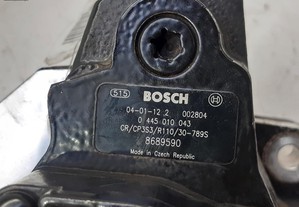 515 BOSCH
04-01-12 2 002804
0 445 010 043
CR/CP3S3/R110/30-789S
8689590
Made in Czech Republic